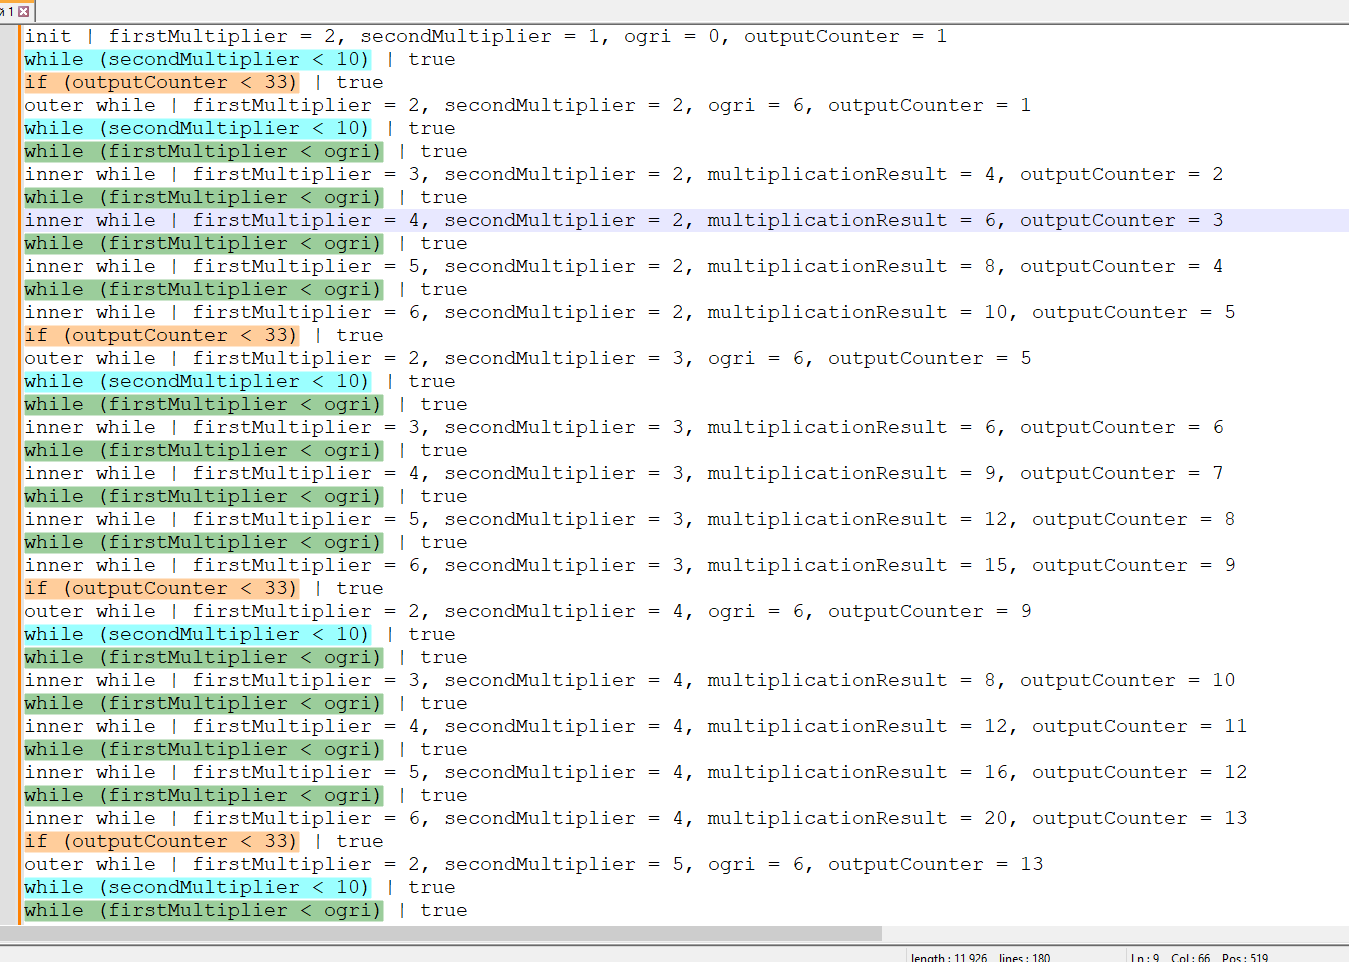 й 1
init | firstMultiplier = 2, secondMultiplier = 1, ogri = 0, outputCounter = 1
while (secondMultiplier < 10) | true
if (outputCounter < 33) | true
outer while | firstMultiplier = 2, secondMultiplier = 2, ogri = 6, outputCounter = 1
while (secondMultiplier < 10) | true
while (firstMultiplier < ogri) | true
inner while | firstMultiplier = 3, secondMultiplier = 2, multiplicationResult = 4, outputCounter = 2
while (firstMultiplier < ogri) | true
inner while | firstMultiplier = 4, secondMultiplier = 2, multiplicationResult = 6, outputCounter = 3
while (firstMultiplier < ogri) | true
inner while | firstMultiplier = 5, secondMultiplier = 2, multiplicationResult = 8, outputCounter = 4
while (firstMultiplier < ogri) | true
inner while | firstMultiplier = 6, secondMultiplier = 2, multiplicationResult = 10, outputCounter = 5
if (outputCounter < 33) | true
outer while | firstMultiplier = 2, secondMultiplier = 3, ogri = 6, outputCounter = 5
while (secondMultiplier < 10) | true
while (firstMultiplier < ogri) | true
inner while | firstMultiplier = 3, secondMultiplier = 3, multiplicationResult = 6, outputCounter = 6
while (firstMultiplier < ogri) | true
inner while | firstMultiplier = 4, secondMultiplier = 3, multiplicationResult = 9, outputCounter = 7
while (firstMultiplier < ogri) | true
inner while | firstMultiplier = 5, secondMultiplier = 3, multiplicationResult = 12, outputCounter = 8
while (firstMultiplier < ogri) | true
inner while | firstMultiplier = 6, secondMultiplier = 3, multiplicationResult = 15, outputCounter = 9
if (outputCounter < 33) | true
outer while | firstMultiplier = 2, secondMultiplier = 4, ogri = 6, outputCounter = 9
while (secondMultiplier < 10) | true
while (firstMultiplier < ogri) | true
inner while | firstMultiplier = 3, secondMultiplier = 4, multiplicationResult = 8, outputCounter = 10
while (firstMultiplier < ogri) | true
inner while | firstMultiplier = 4, secondMultiplier = 4, multiplicationResult = 12, outputCounter = 11
while (firstMultiplier < ogri) | true
inner while | firstMultiplier = 5, secondMultiplier = 4, multiplicationResult = 16, outputCounter = 12
while (firstMultiplier < ogri) | true
inner while | firstMultiplier = 6, secondMultiplier = 4, multiplicationResult = 20, outputCounter = 13
if (outputCounter < 33) | true
outer while | firstMultiplier = 2, secondMultiplier = 5, ogri = 6, outputCounter = 13
while (secondMultiplier < 10) | true
while (firstMultiplier < ogri) | true
length : 11 926 lines : 180 Ln : 9 Col : 66 Pos : 519